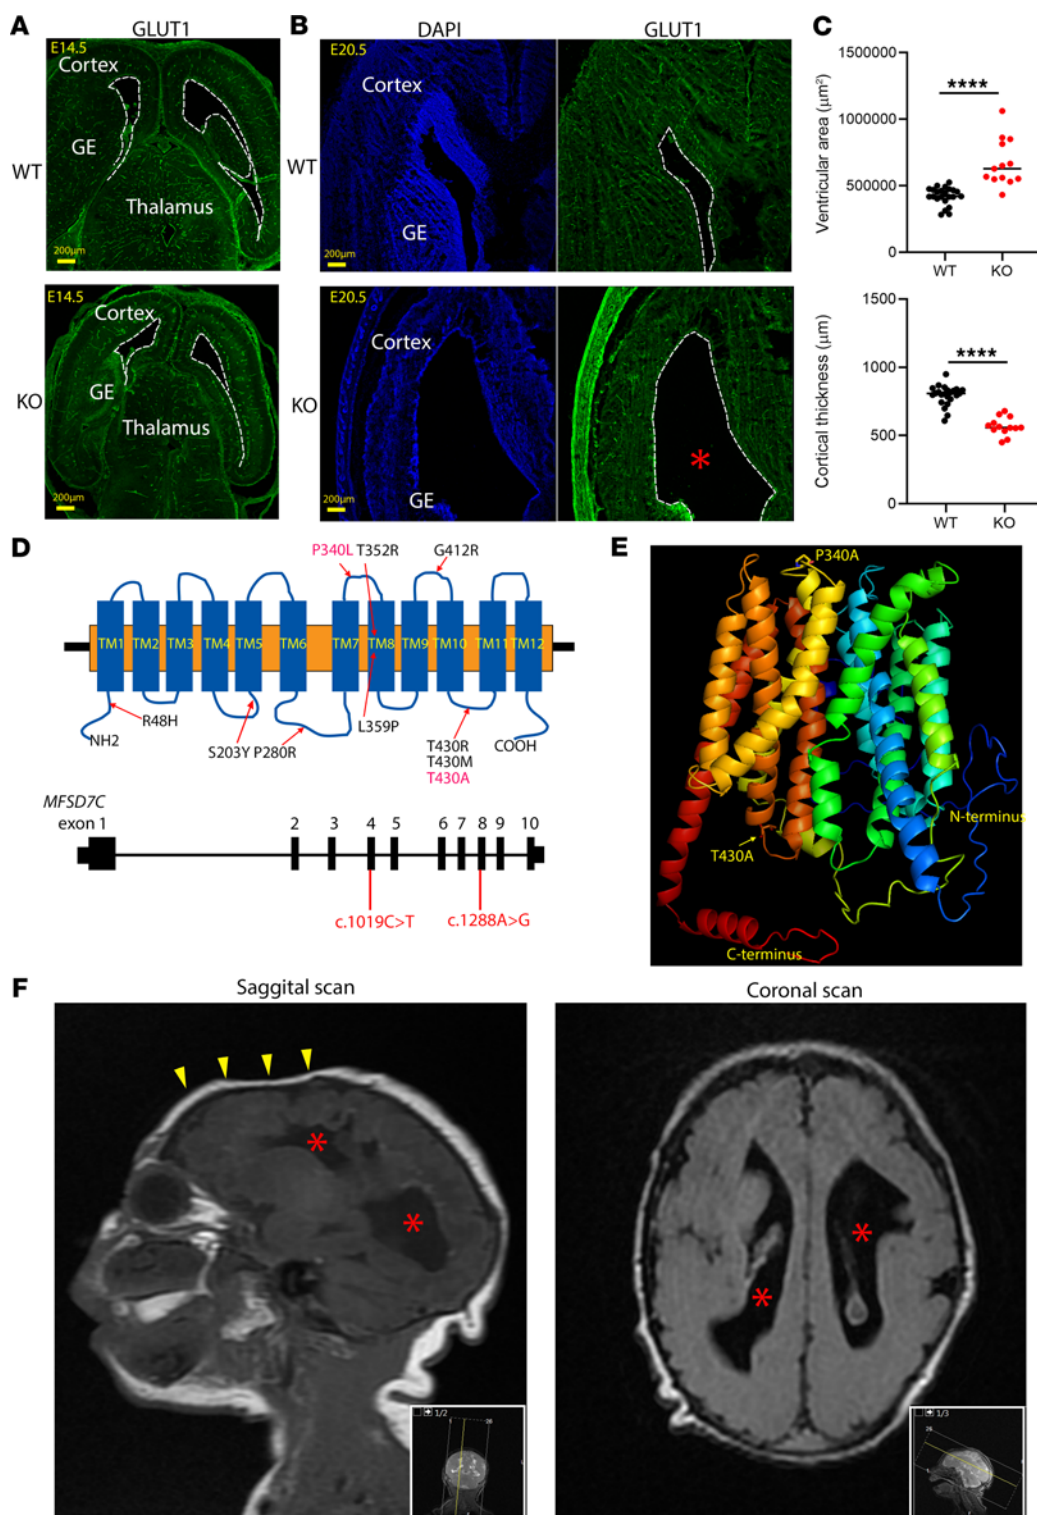 A
GLUT1
E14.5
Cortex
GE
WT
Thalamus
200μm
E14.5
Cortex
GE
KO
Thalamus
200μm
B
DAPI
GLUT1
E20.5
Cortex
WT
GE
200μm
E20.5
Cortex
KO
GE
200μm
*
C
Ventricular area (μm²)
1500000
1000000
500000
0
****
WT
KO
Cortical thickness (μm)
1500
1000
500
0
****
WT
KO
D
P340L T352R
G412R
TM1 TM2 TM3 TM4 TM5 TM6 TM7 TM8 TM9 TM10 TM11 TM12
NH2
R48H
S203Y P280R
L359P
T430R
T430M
T430A
COOH
MFSD7C
exon 1 2 3 4 5 6 7 8 9 10
c.1019C>T
c.1288A>G
E
P340A
N-terminus
T430A
C-terminus
F
Saggital scan
*
*
1/2
26
Coronal scan
*
*
1/3
26